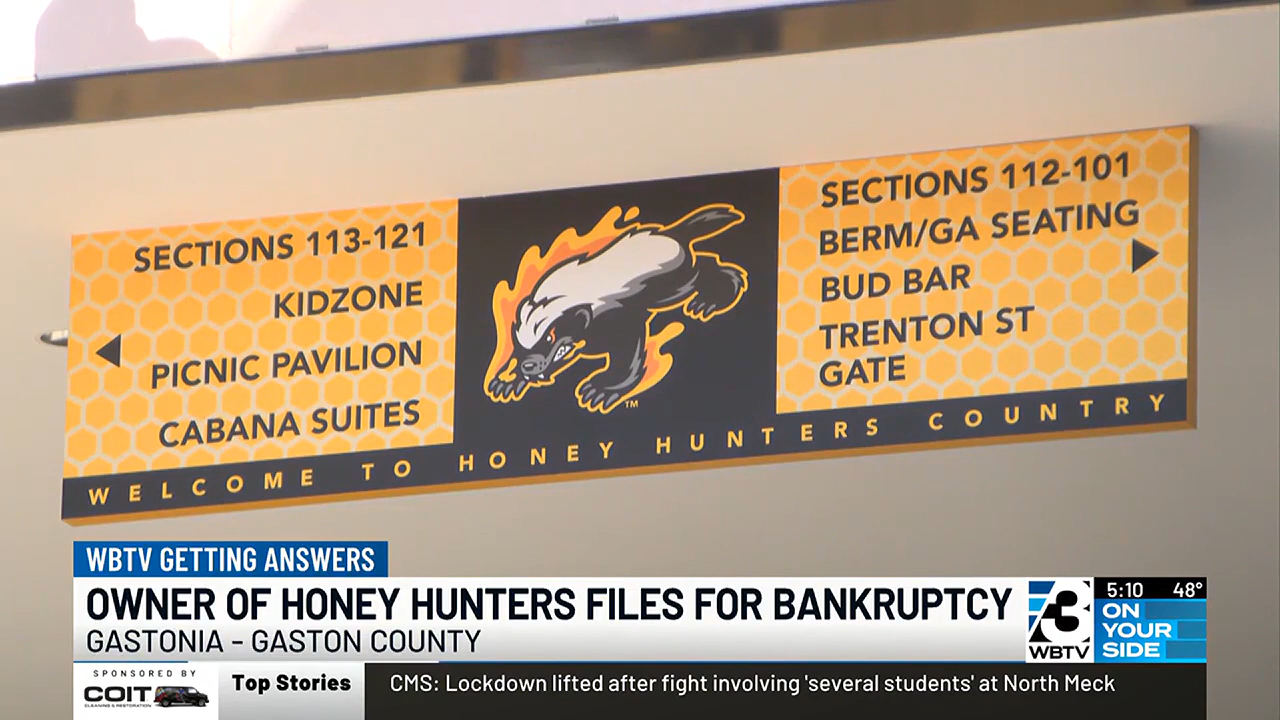 SECTIONS 113-121
KIDZONE
PICNIC PAVILION
CABANA SUITES
SECTIONS 112-101
BERM/GA SEATING
BUD BAR
TRENTON ST
GATE
TM
WELCOME TO HONEY HUNTERS COUNTRY
WBTV GETTING ANSWERS
OWNER OF HONEY HUNTERS FILES FOR BANKRUPTCY
GASTONIA - GASTON COUNTY
3
WBTV
5:10 48°
ON
YOUR
SIDE
SPONSORED BY
COIT
CLEANING & RESTORATION
Top Stories
CMS: Lockdown lifted after fight involving 'several students' at North Meck